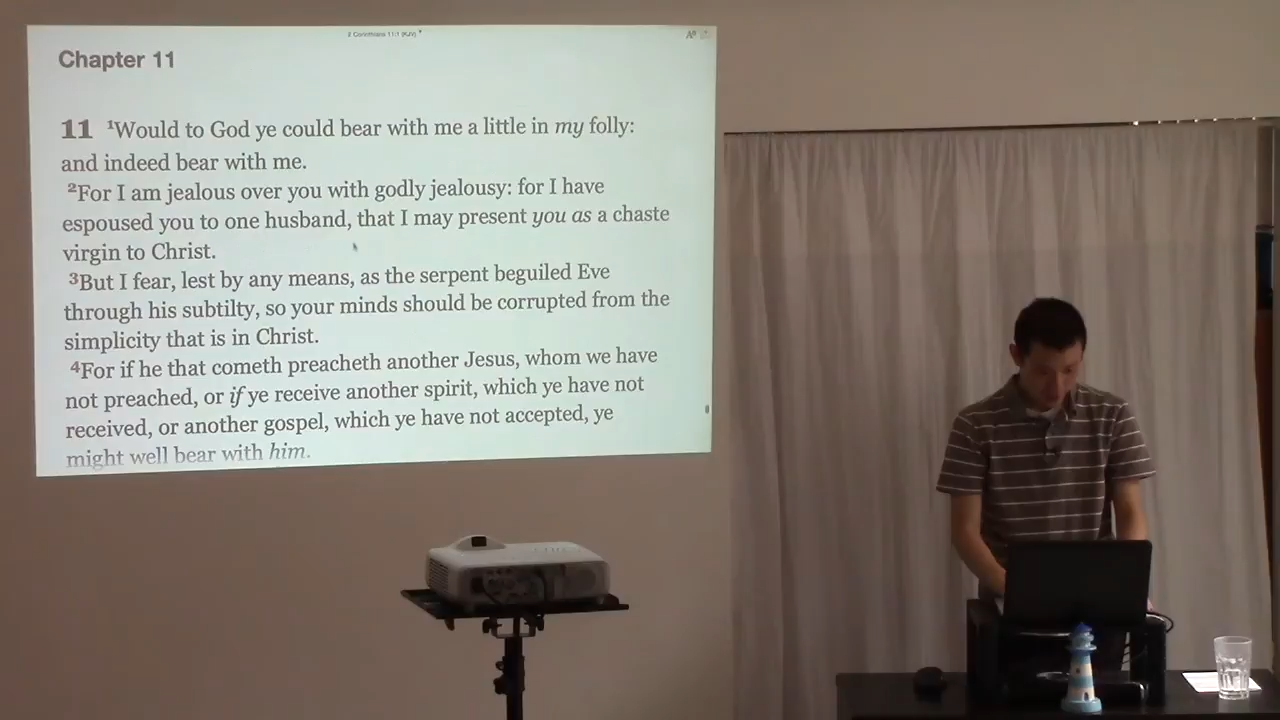 2 Corinthians 11:1 (KJV)
Chapter 11
11 1Would to God ye could bear with me a little in my folly:
and indeed bear with me.
2For I am jealous over you with godly jealousy: for I have
espoused you to one husband, that I may present you as a chaste
virgin to Christ.
3But I fear, lest by any means, as the serpent beguiled Eve
through his subtilty, so your minds should be corrupted from the
simplicity that is in Christ.
4For if he that cometh preacheth another Jesus, whom we have
not preached, or if ye receive another spirit, which ye have not
received, or another gospel, which ye have not accepted, ye
might well bear with him.